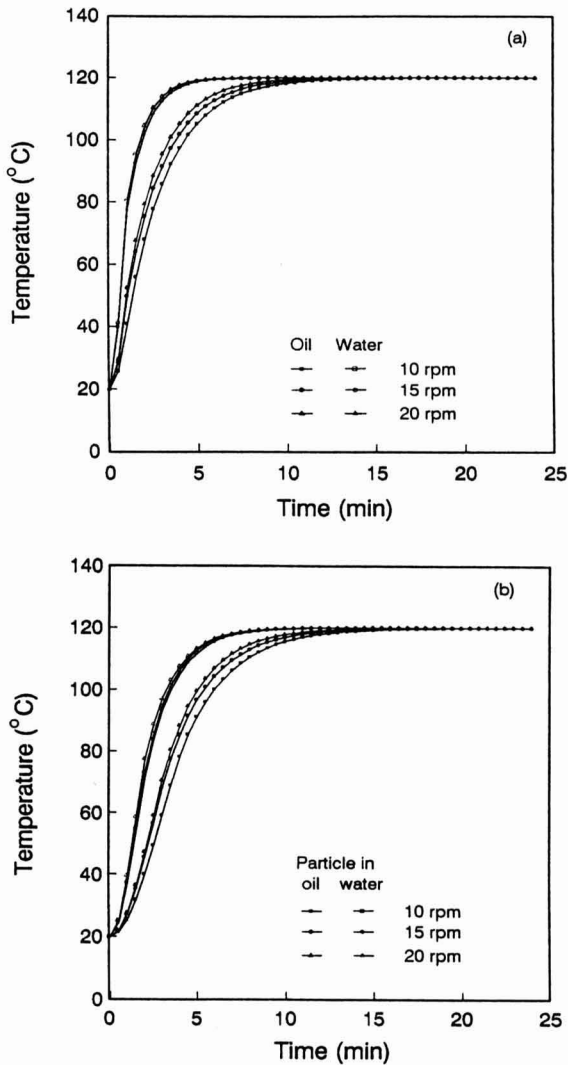 (a)
140
120
100
80
60
40
20
0
Temperature (°C)
Oil Water
10 rpm
15 rpm
20 rpm
0 5 10 15 20 25
Time (min)
(b)
140
120
100
80
60
40
20
0
Temperature (°C)
Particle in
oil water
10 rpm
15 rpm
20 rpm
0 5 10 15 20 25
Time (min)